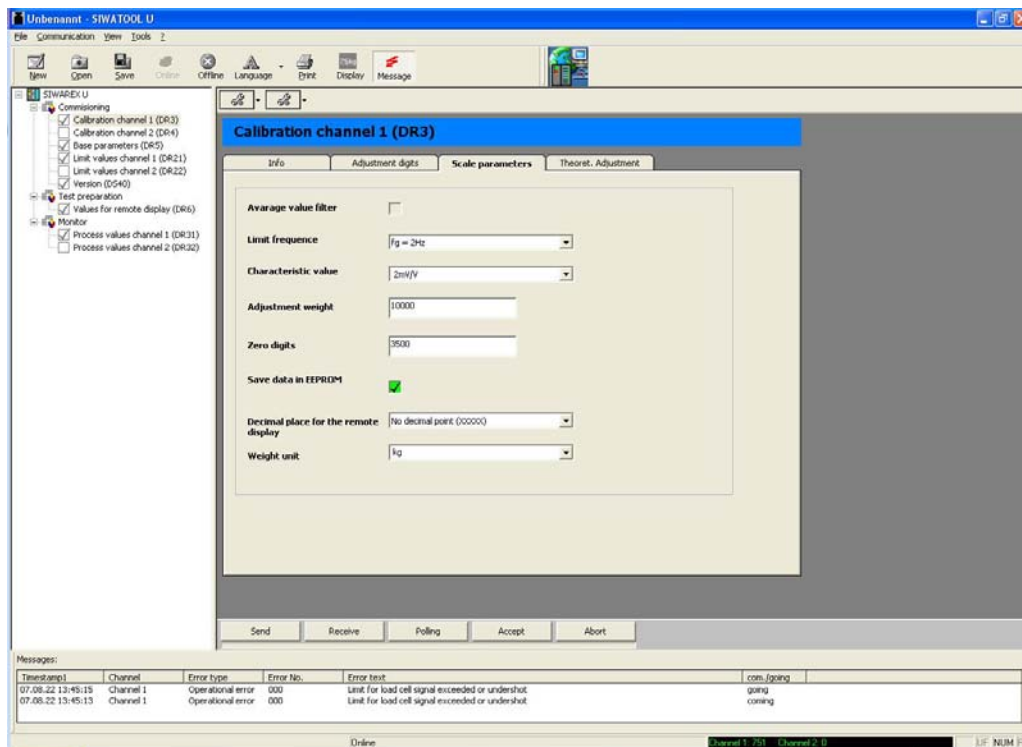 Unbenannt - SIWATOOL U
File Communication View Tools ?
New Open Save Online Offline Language Print Display Message
SIWAREX U
Commisioning
Calibration channel 1 (DR3)
Calibration channel 2 (DR4)
Base parameters (DR5)
Limit values channel 1 (DR21)
Limit values channel 2 (DR22)
Version (DS40)
Test preparation
Values for remote display (DR6)
Monitor
Process values channel 1 (DR31)
Process values channel 2 (DR32)
Calibration channel 1 (DR3)
Info Adjustment digits Scale parameters Theoret. Adjustment
Avarage value filter
Limit frequence fg = 2Hz
Characteristic value 2mV/V
Adjustment weight 10000
Zero digits 3500
Save data in EEPROM
Decimal place for the remote display No decimal point (XXXXX)
Weight unit kg
Send Receive Polling Accept Abort
Messages:
Timestamp1 Channel Error type Error No. Error text com./going
07.08.22 13:45:15 Channel 1 Operational error 000 Limit for load cell signal exceeded or undershot going
07.08.22 13:45:13 Channel 1 Operational error 000 Limit for load cell signal exceeded or undershot coming
Online Channel 1: 751 Channel 2: 0 UF NUM